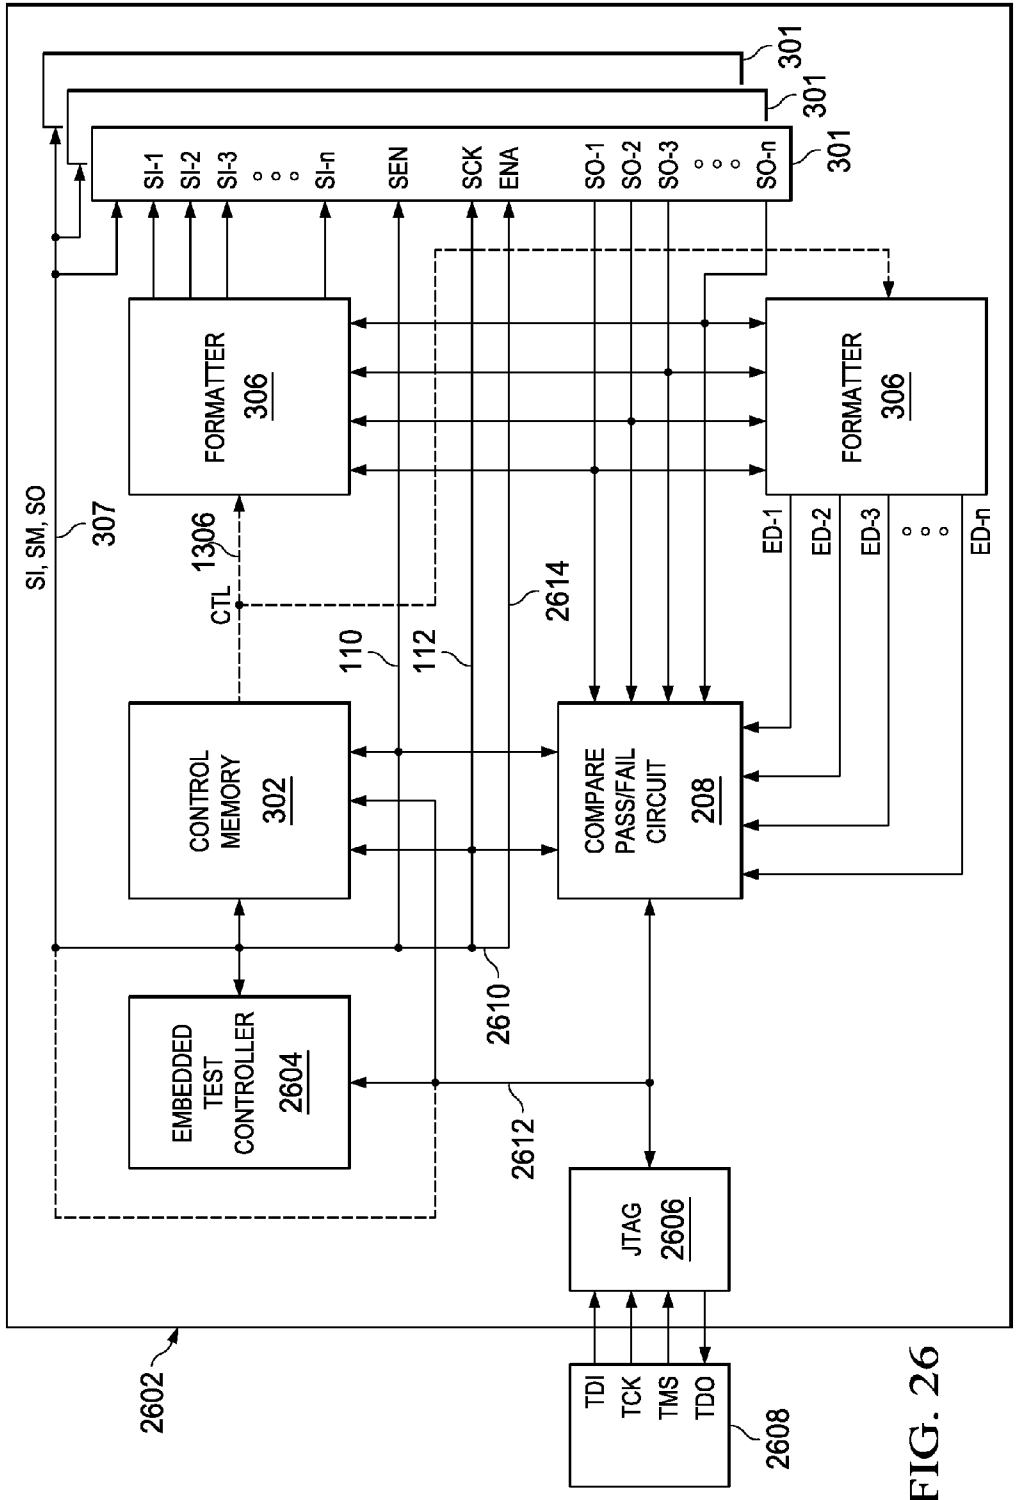 301
301
301
SI-1
SI-2
SI-3
SI-n
SEN
SCK
ENA
SO-1
SO-2
SO-3
SO-n
FORMATTER
306
FORMATTER
306
SI, SM, SO
307
1306
CTL
110
112
2614
ED-1
ED-2
ED-3
ED-n
CONTROL
MEMORY
302
COMPARE
PASS/FAIL
CIRCUIT
208
EMBEDDED
TEST
CONTROLLER
2604
2610
2612
JTAG
2606
2602
TDI
TCK
TMS
TDO
2608
FIG. 26